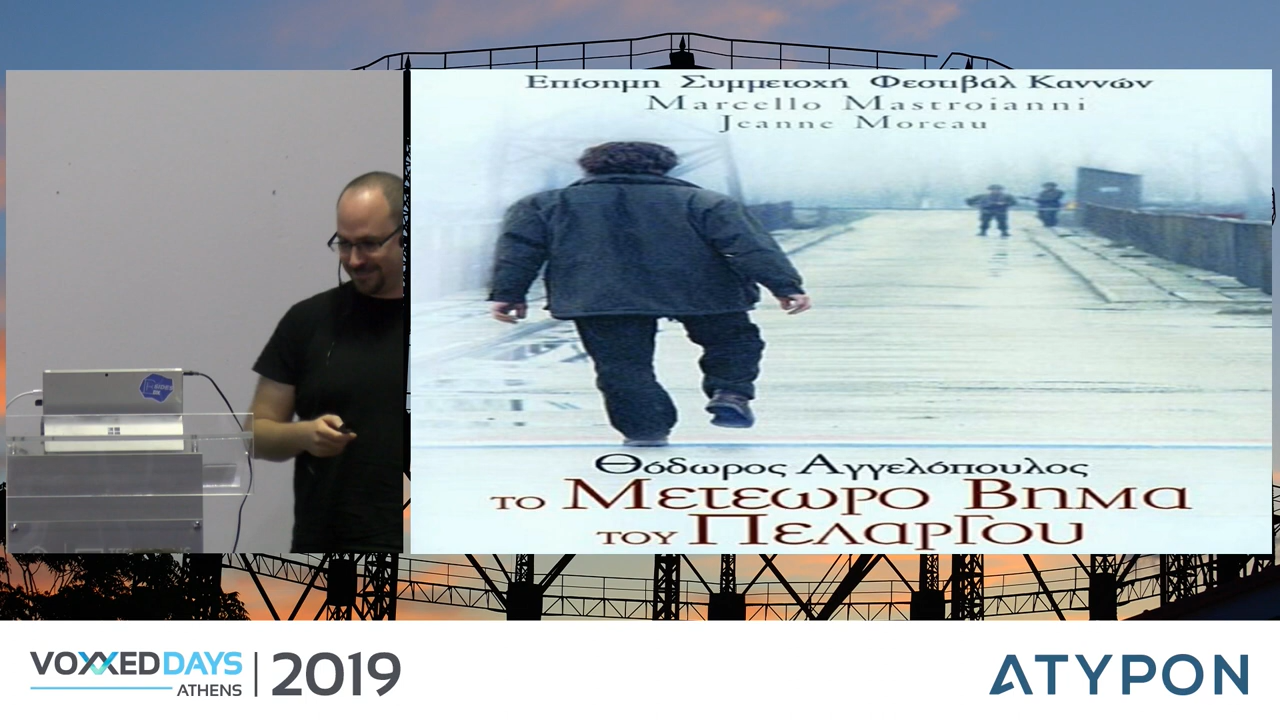 Επίσημη Συμμετοχή Φεστιβάλ Καννών
Marcello Mastroianni
Jeanne Moreau
Θόδωρος Αγγελόπουλος
το Μετέωρο Βημα
του Πελαργού
VOXXED DAYS
ATHENS
2019
ATYPON